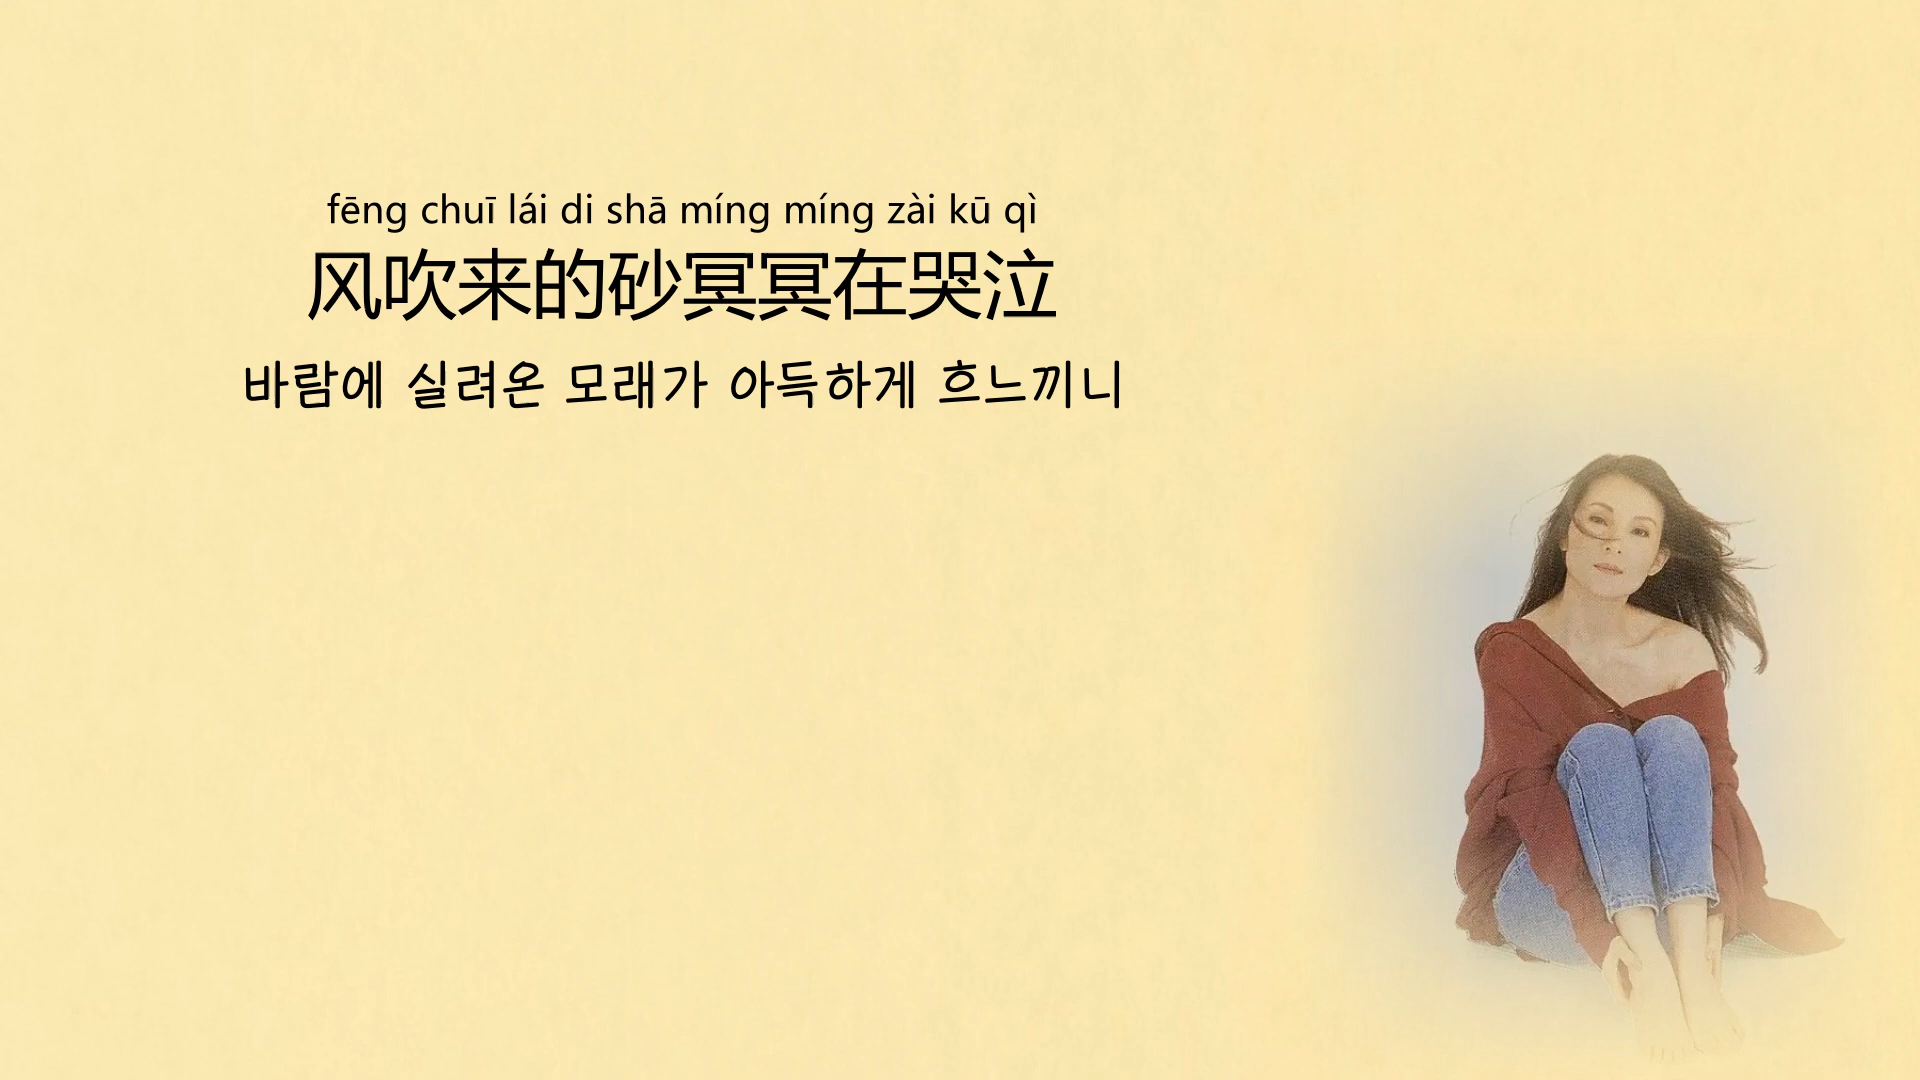 fēng chuī lái di shā míng míng zài kū qì
风吹来的砂冥冥在哭泣
바람에 실려온 모래가 아득하게 흐느끼니